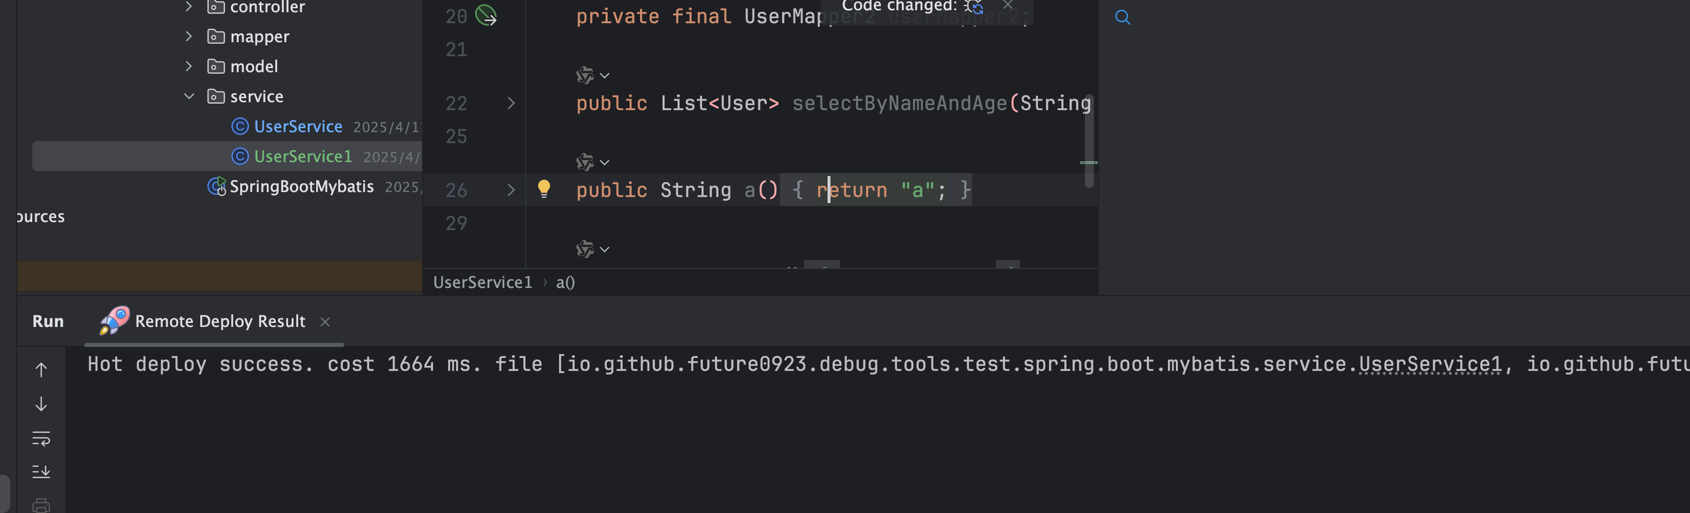 controller
mapper
model
service
UserService 2025/4/1
UserService1 2025/4/
SpringBootMybatis 2025
ources
20 private final UserMapper2 userMapper2;
Code changed:
21
22 public List<User> selectByNameAndAge(String
25
26 public String a() { return "a"; }
29
UserService1 › a()
Run Remote Deploy Result
Hot deploy success. cost 1664 ms. file [io.github.future0923.debug.tools.test.spring.boot.mybatis.service.UserService1, io.github.futu